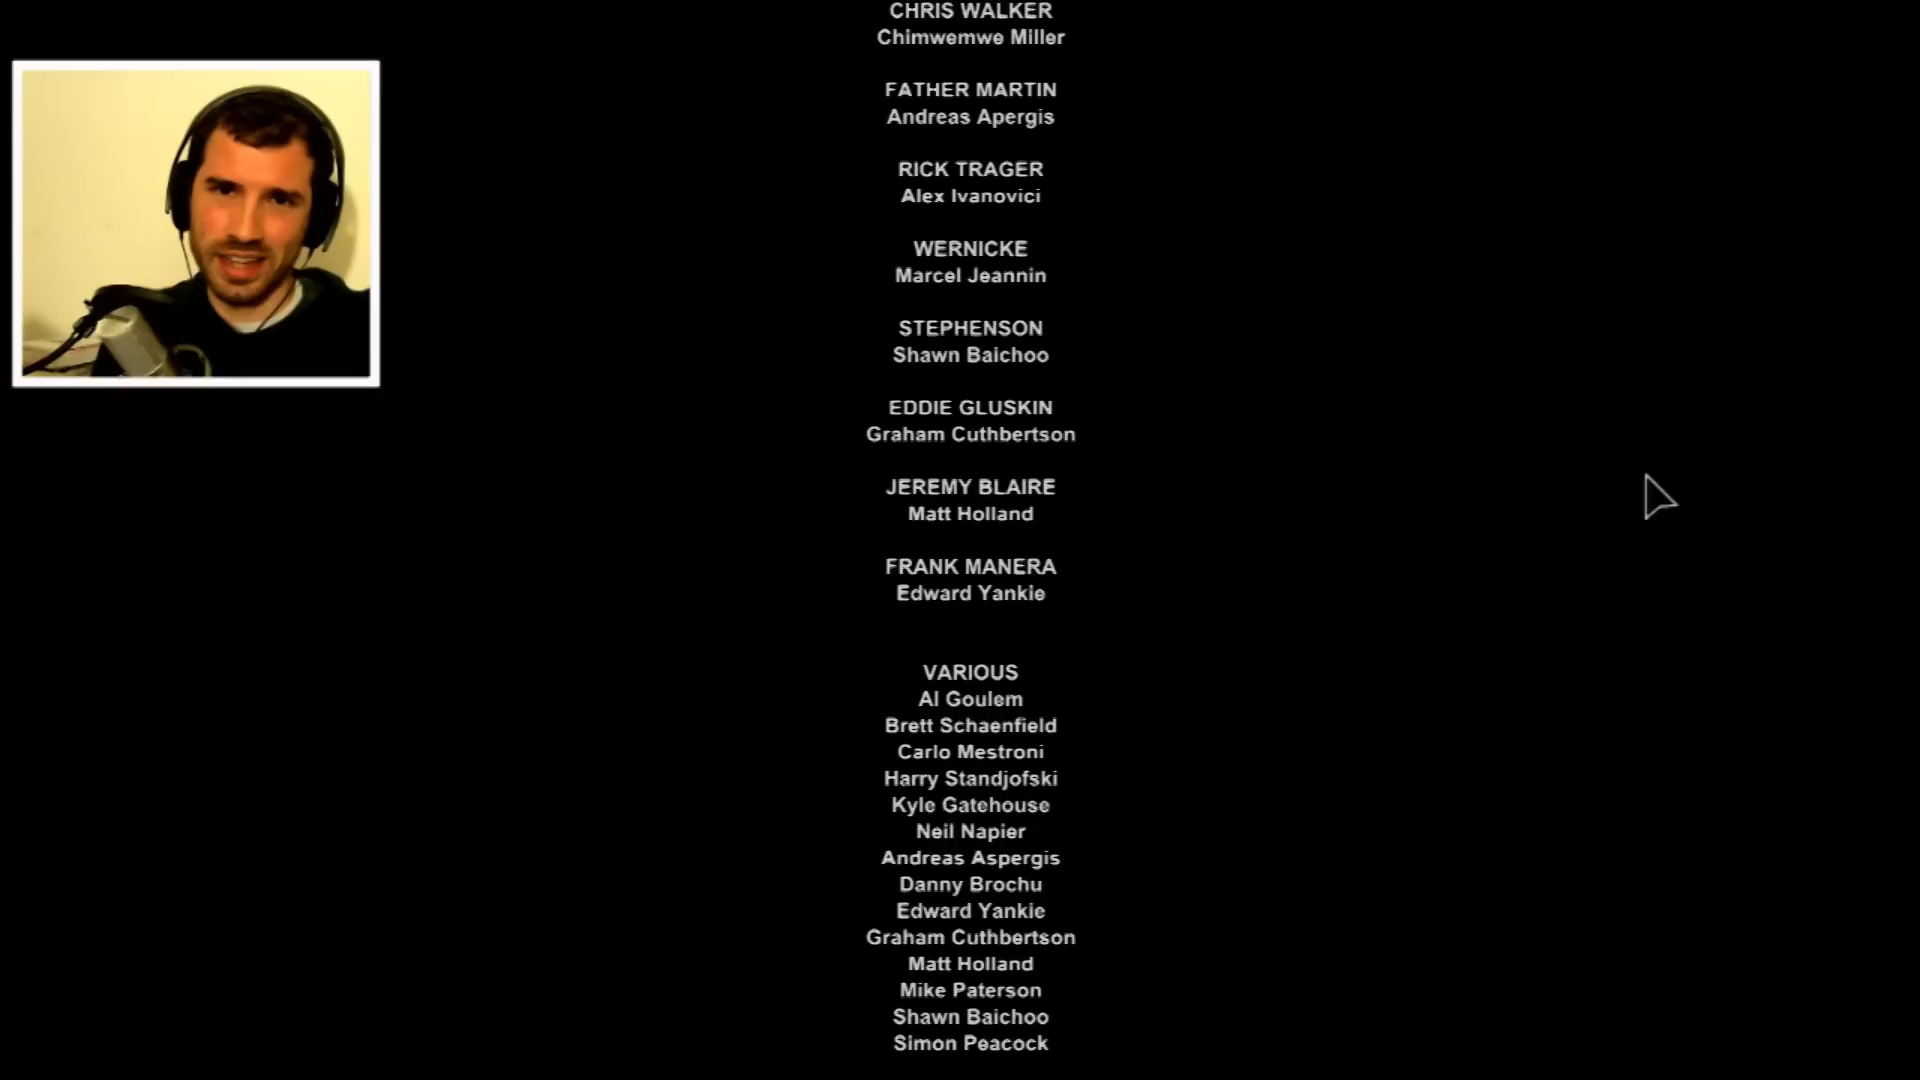 CHRIS WALKER
Chimwemwe Miller
FATHER MARTIN
Andreas Apergis
RICK TRAGER
Alex Ivanovici
WERNICKE
Marcel Jeannin
STEPHENSON
Shawn Baichoo
EDDIE GLUSKIN
Graham Cuthbertson
JEREMY BLAIRE
Matt Holland
FRANK MANERA
Edward Yankie
VARIOUS
Al Goulem
Brett Schaenfield
Carlo Mestroni
Harry Standjofski
Kyle Gatehouse
Neil Napier
Andreas Aspergis
Danny Brochu
Edward Yankie
Graham Cuthbertson
Matt Holland
Mike Paterson
Shawn Baichoo
Simon Peacock